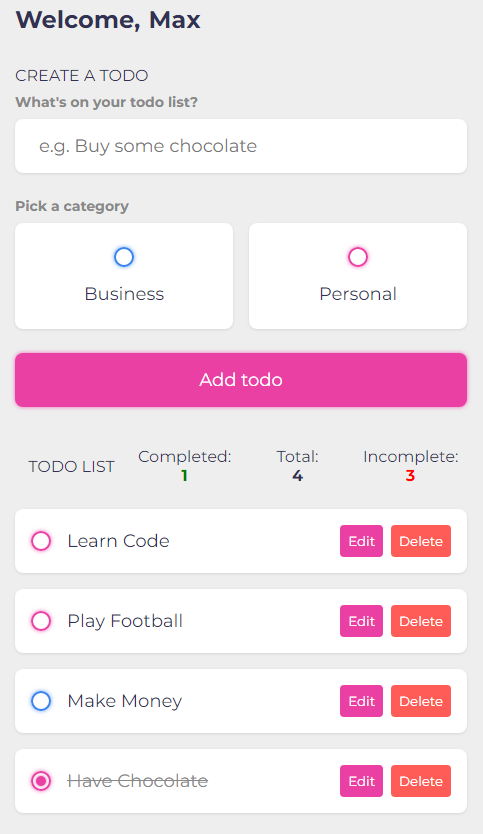 Welcome, Max
CREATE A TODO
What's on your todo list?
e.g. Buy some chocolate
Pick a category
Business
Personal
Add todo
TODO LIST
Completed:
1
Total:
4
Incomplete:
3
Learn Code Edit Delete
Play Football Edit Delete
Make Money Edit Delete
Have Chocolate Edit Delete